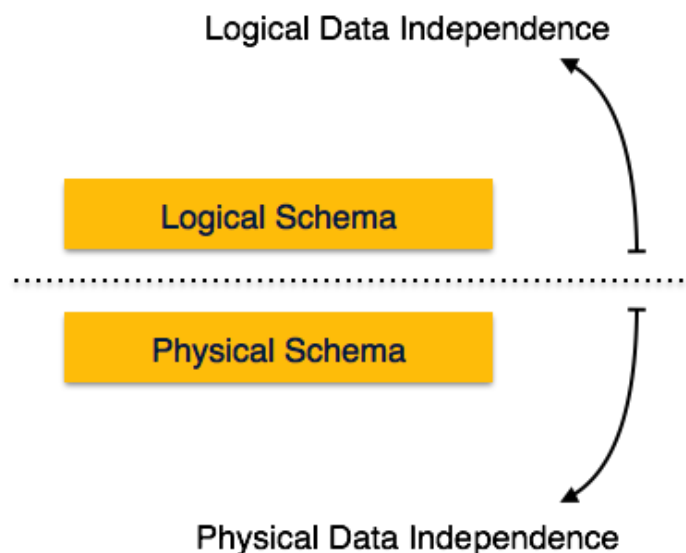 Logical Data Independence
Logical Schema
Physical Schema
Physical Data Independence